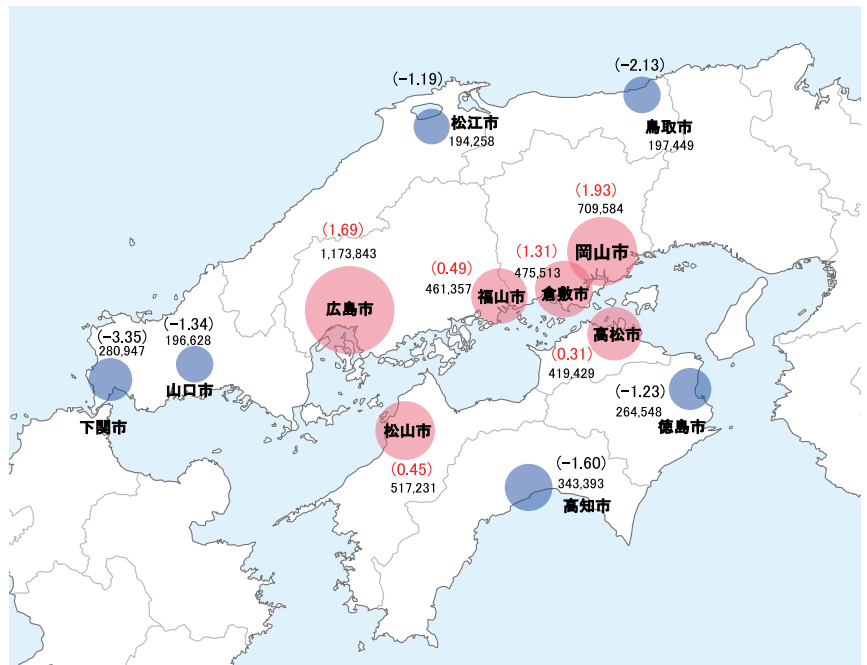 (−1.19)
松江市
194,258
(−2.13)
鳥取市
197,449
(1.93)
709,584
岡山市
(1.69)
1,173,843
広島市
(0.49)
461,357
福山市
(1.31)
475,513
倉敷市
高松市
(0.31)
419,429
(−3.35)
280,947
下関市
(−1.34)
196,628
山口市
(−1.23)
264,548
徳島市
松山市
(0.45)
517,231
(−1.60)
343,393
高知市